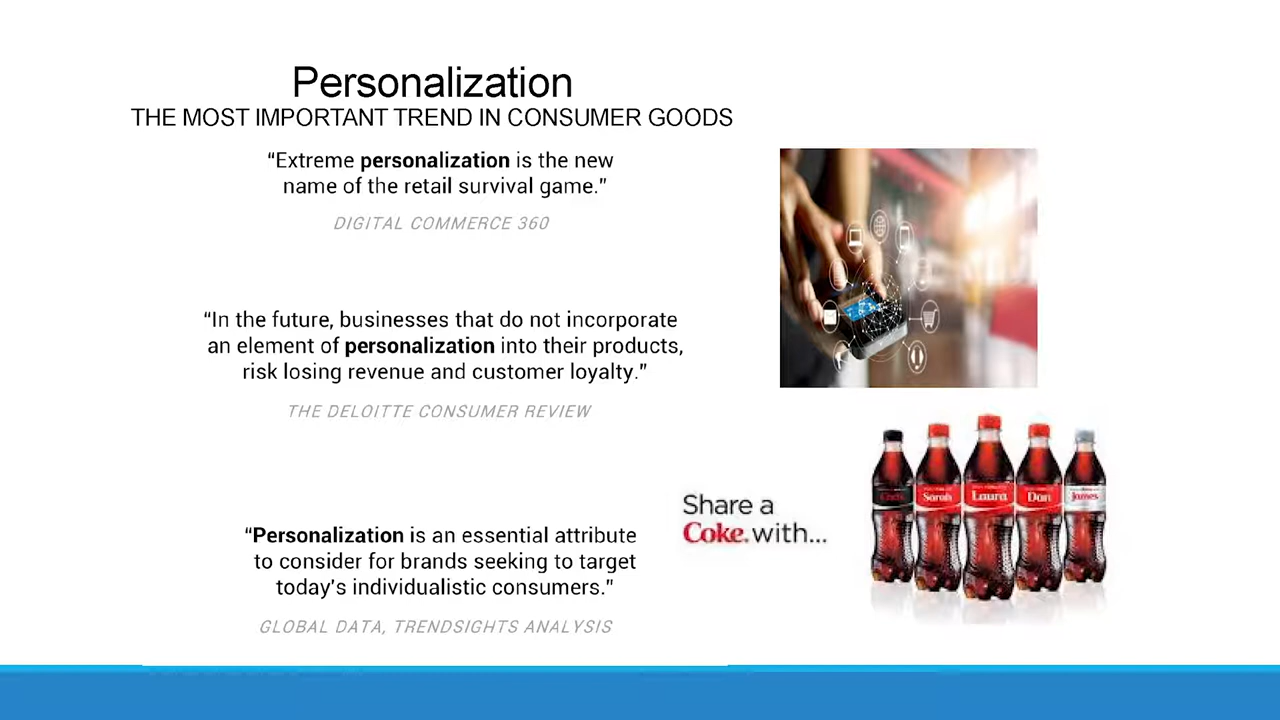 Personalization
THE MOST IMPORTANT TREND IN CONSUMER GOODS
“Extreme personalization is the new
name of the retail survival game.”
DIGITAL COMMERCE 360
“In the future, businesses that do not incorporate
an element of personalization into their products,
risk losing revenue and customer loyalty.”
THE DELOITTE CONSUMER REVIEW
“Personalization is an essential attribute
to consider for brands seeking to target
today's individualistic consumers.”
GLOBAL DATA, TRENDSIGHTS ANALYSIS
Share a
Coke. with...
Sarah
Laura
Dan
James